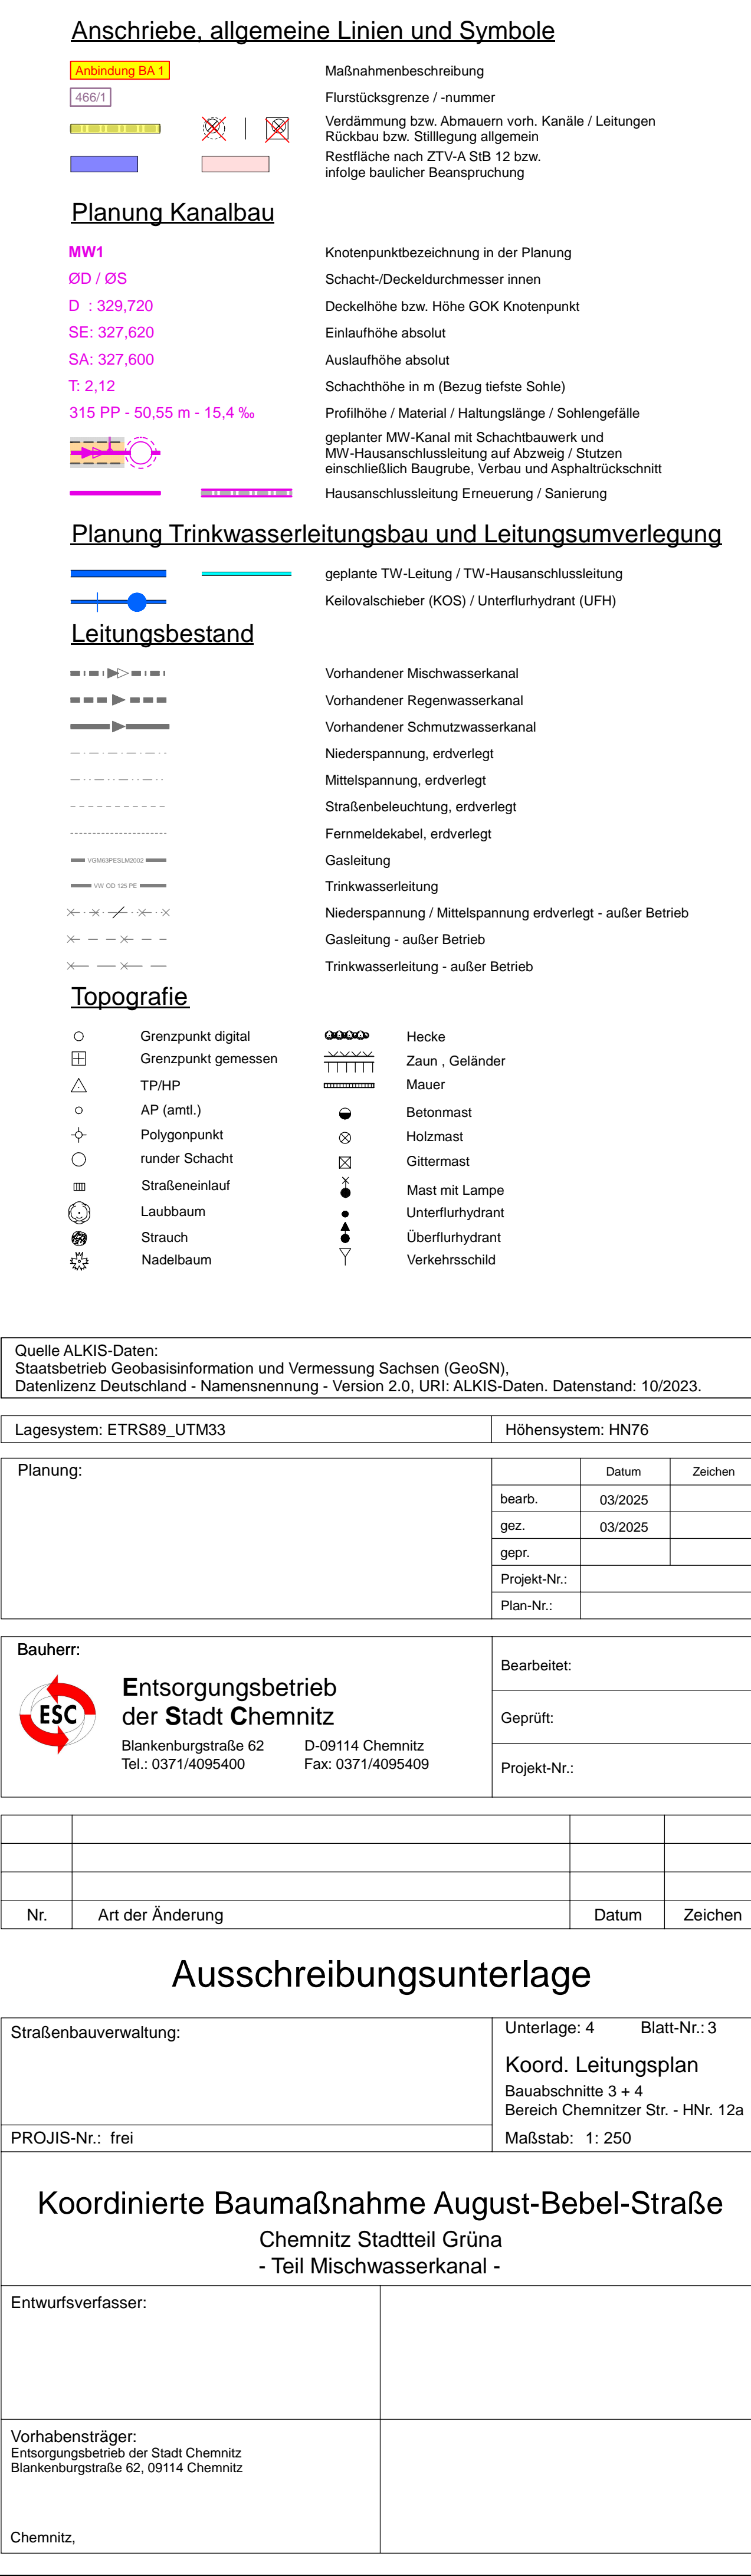 Anschriebe, allgemeine Linien und Symbole
Anbindung BA 1 Maßnahmenbeschreibung
466/1 Flurstücksgrenze / -nummer
Verdämmung bzw. Abmauern vorh. Kanäle / Leitungen
Rückbau bzw. Stilllegung allgemein
Restfläche nach ZTV-A StB 12 bzw.
infolge baulicher Beanspruchung
Planung Kanalbau
MW1 Knotenpunktbezeichnung in der Planung
ØD / ØS Schacht-/Deckeldurchmesser innen
D : 329,720 Deckelhöhe bzw. Höhe GOK Knotenpunkt
SE: 327,620 Einlaufhöhe absolut
SA: 327,600 Auslaufhöhe absolut
T: 2,12 Schachthöhe in m (Bezug tiefste Sohle)
315 PP - 50,55 m - 15,4 ‰ Profilhöhe / Material / Haltungslänge / Sohlengefälle
geplanter MW-Kanal mit Schachtbauwerk und
MW-Hausanschlussleitung auf Abzweig / Stutzen
einschließlich Baugrube, Verbau und Asphaltrückschnitt
Hausanschlussleitung Erneuerung / Sanierung
Planung Trinkwasserleitungsbau und Leitungsumverlegung
geplante TW-Leitung / TW-Hausanschlussleitung
Keilovalschieber (KOS) / Unterflurhydrant (UFH)
Leitungsbestand
Vorhandener Mischwasserkanal
Vorhandener Regenwasserkanal
Vorhandener Schmutzwasserkanal
Niederspannung, erdverlegt
Mittelspannung, erdverlegt
Straßenbeleuchtung, erdverlegt
Fernmeldekabel, erdverlegt
VGM63PESLM2002 Gasleitung
VW OD 125 PE Trinkwasserleitung
Niederspannung / Mittelspannung erdverlegt - außer Betrieb
Gasleitung - außer Betrieb
Trinkwasserleitung - außer Betrieb
Topografie
Grenzpunkt digital Hecke
Grenzpunkt gemessen Zaun , Geländer
TP/HP Mauer
AP (amtl.) Betonmast
Polygonpunkt Holzmast
runder Schacht Gittermast
Straßeneinlauf Mast mit Lampe
Laubbaum Unterflurhydrant
Strauch Überflurhydrant
Nadelbaum Verkehrsschild
Quelle ALKIS-Daten:
Staatsbetrieb Geobasisinformation und Vermessung Sachsen (GeoSN),
Datenlizenz Deutschland - Namensnennung - Version 2.0, URI: ALKIS-Daten. Datenstand: 10/2023.
Lagesystem: ETRS89_UTM33 Höhensystem: HN76
Planung:
Datum Zeichen
bearb. 03/2025
gez. 03/2025
gepr.
Projekt-Nr.:
Plan-Nr.:
Bauherr:
ESC
Entsorgungsbetrieb
der Stadt Chemnitz
Blankenburgstraße 62 D-09114 Chemnitz
Tel.: 0371/4095400 Fax: 0371/4095409
Bearbeitet:
Geprüft:
Projekt-Nr.:
Nr. Art der Änderung Datum Zeichen
Ausschreibungsunterlage
Straßenbauverwaltung:
PROJIS-Nr.: frei
Unterlage: 4 Blatt-Nr.: 3
Koord. Leitungsplan
Bauabschnitte 3 + 4
Bereich Chemnitzer Str. - HNr. 12a
Maßstab: 1: 250
Koordinierte Baumaßnahme August-Bebel-Straße
Chemnitz Stadtteil Grüna
- Teil Mischwasserkanal -
Entwurfsverfasser:
Vorhabensträger:
Entsorgungsbetrieb der Stadt Chemnitz
Blankenburgstraße 62, 09114 Chemnitz
Chemnitz,